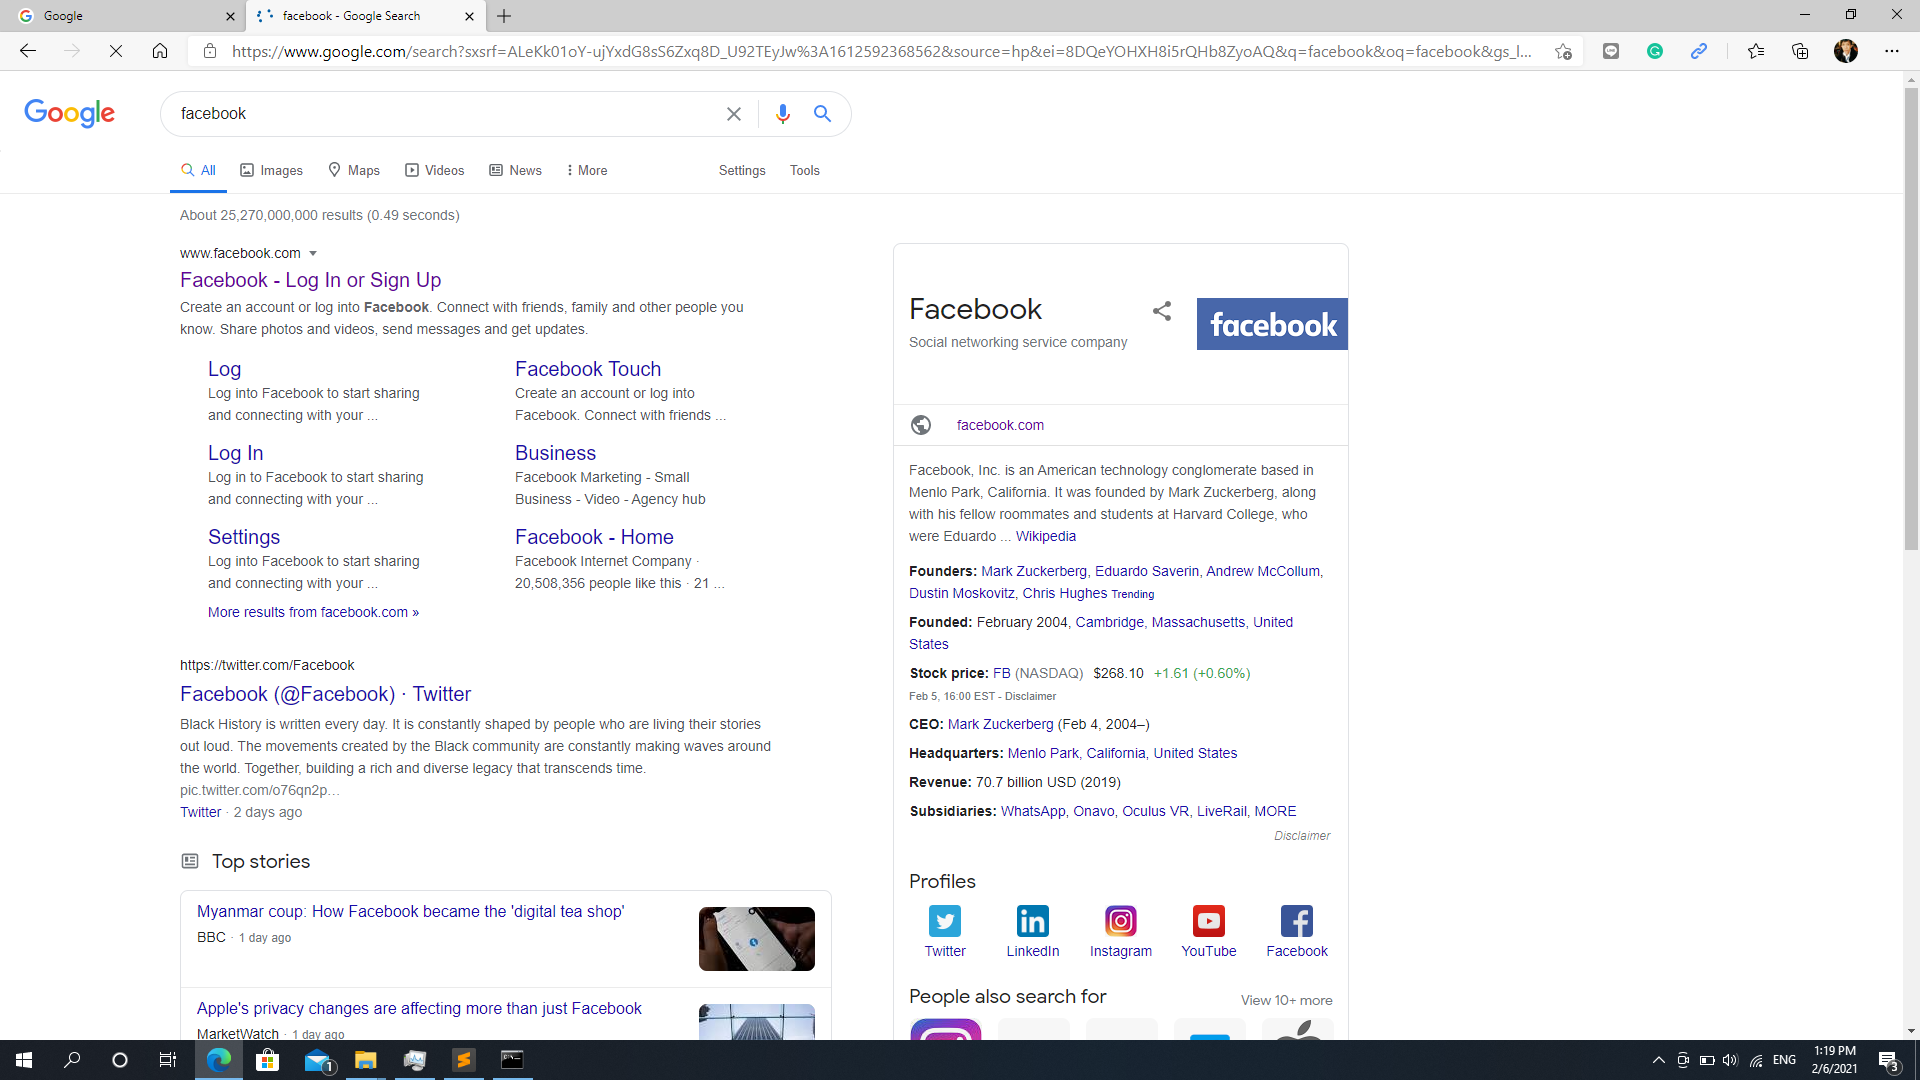 Google
facebook - Google Search
https://www.google.com/search?sxsrf=ALeKk01oY-ujYxdG8sS6Zxq8D_U92TEyJw%3A1612592368562&source=hp&ei=8DQeYOHXH8i5rQHb8ZyoAQ&q=facebook&oq=facebook&gs_l...
Google
facebook
All
Images
Maps
Videos
News
More
Settings
Tools
About 25,270,000,000 results (0.49 seconds)
www.facebook.com
Facebook - Log In or Sign Up
Create an account or log into Facebook. Connect with friends, family and other people you
know. Share photos and videos, send messages and get updates.
Log
Log into Facebook to start sharing
and connecting with your ...
Facebook Touch
Create an account or log into
Facebook. Connect with friends ...
Log In
Log in to Facebook to start sharing
and connecting with your ...
Business
Facebook Marketing - Small
Business - Video - Agency hub
Settings
Log into Facebook to start sharing
and connecting with your ...
Facebook - Home
Facebook Internet Company ·
20,508,356 people like this · 21 ...
More results from facebook.com »
https://twitter.com/Facebook
Facebook (@Facebook) · Twitter
Black History is written every day. It is constantly shaped by people who are living their stories
out loud. The movements created by the Black community are constantly making waves around
the world. Together, building a rich and diverse legacy that transcends time.
pic.twitter.com/o76qn2p…
Twitter · 2 days ago
Top stories
Myanmar coup: How Facebook became the 'digital tea shop'
BBC · 1 day ago
Apple's privacy changes are affecting more than just Facebook
MarketWatch · 1 day ago
Facebook
Social networking service company
facebook
facebook.com
Facebook, Inc. is an American technology conglomerate based in
Menlo Park, California. It was founded by Mark Zuckerberg, along
with his fellow roommates and students at Harvard College, who
were Eduardo ... Wikipedia
Founders: Mark Zuckerberg, Eduardo Saverin, Andrew McCollum,
Dustin Moskovitz, Chris Hughes Trending
Founded: February 2004, Cambridge, Massachusetts, United
States
Stock price: FB (NASDAQ) $268.10 +1.61 (+0.60%)
Feb 5, 16:00 EST - Disclaimer
CEO: Mark Zuckerberg (Feb 4, 2004–)
Headquarters: Menlo Park, California, United States
Revenue: 70.7 billion USD (2019)
Subsidiaries: WhatsApp, Onavo, Oculus VR, LiveRail, MORE
Disclaimer
Profiles
Twitter
LinkedIn
Instagram
YouTube
Facebook
People also search for
View 10+ more
1
ENG
1:19 PM
2/6/2021
3